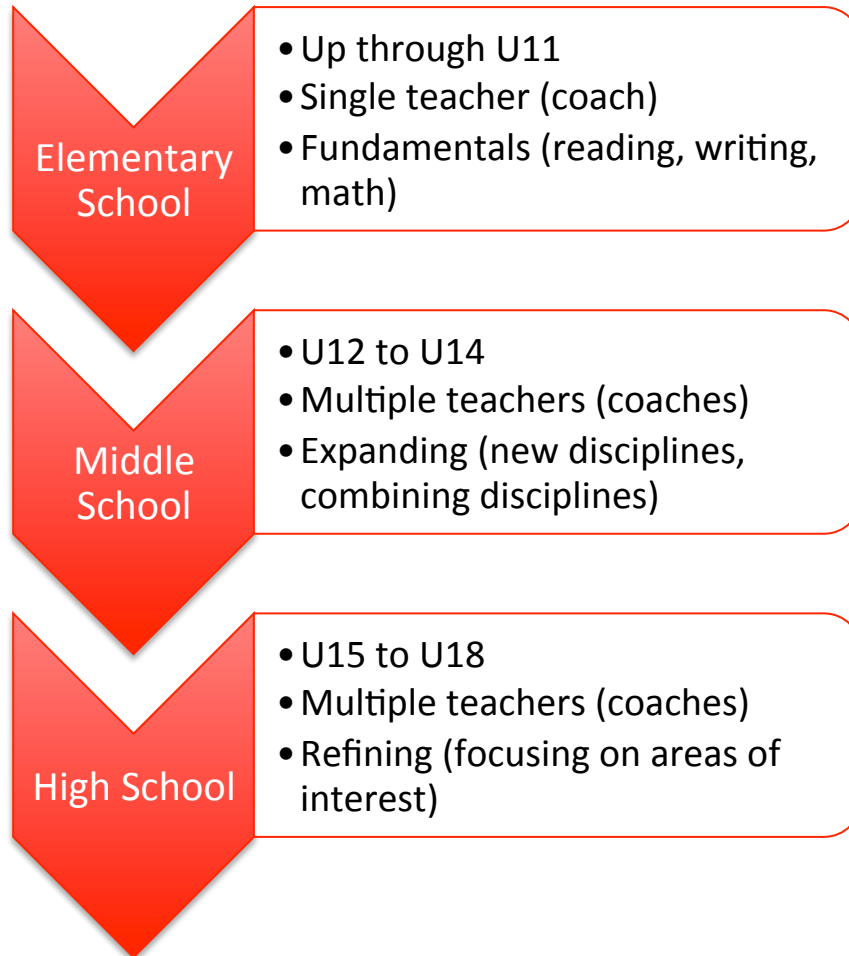 Elementary
School
• Up through U11
• Single teacher (coach)
• Fundamentals (reading, writing,
math)
Middle
School
• U12 to U14
• Multiple teachers (coaches)
• Expanding (new disciplines,
combining disciplines)
High School
• U15 to U18
• Multiple teachers (coaches)
• Refining (focusing on areas of
interest)